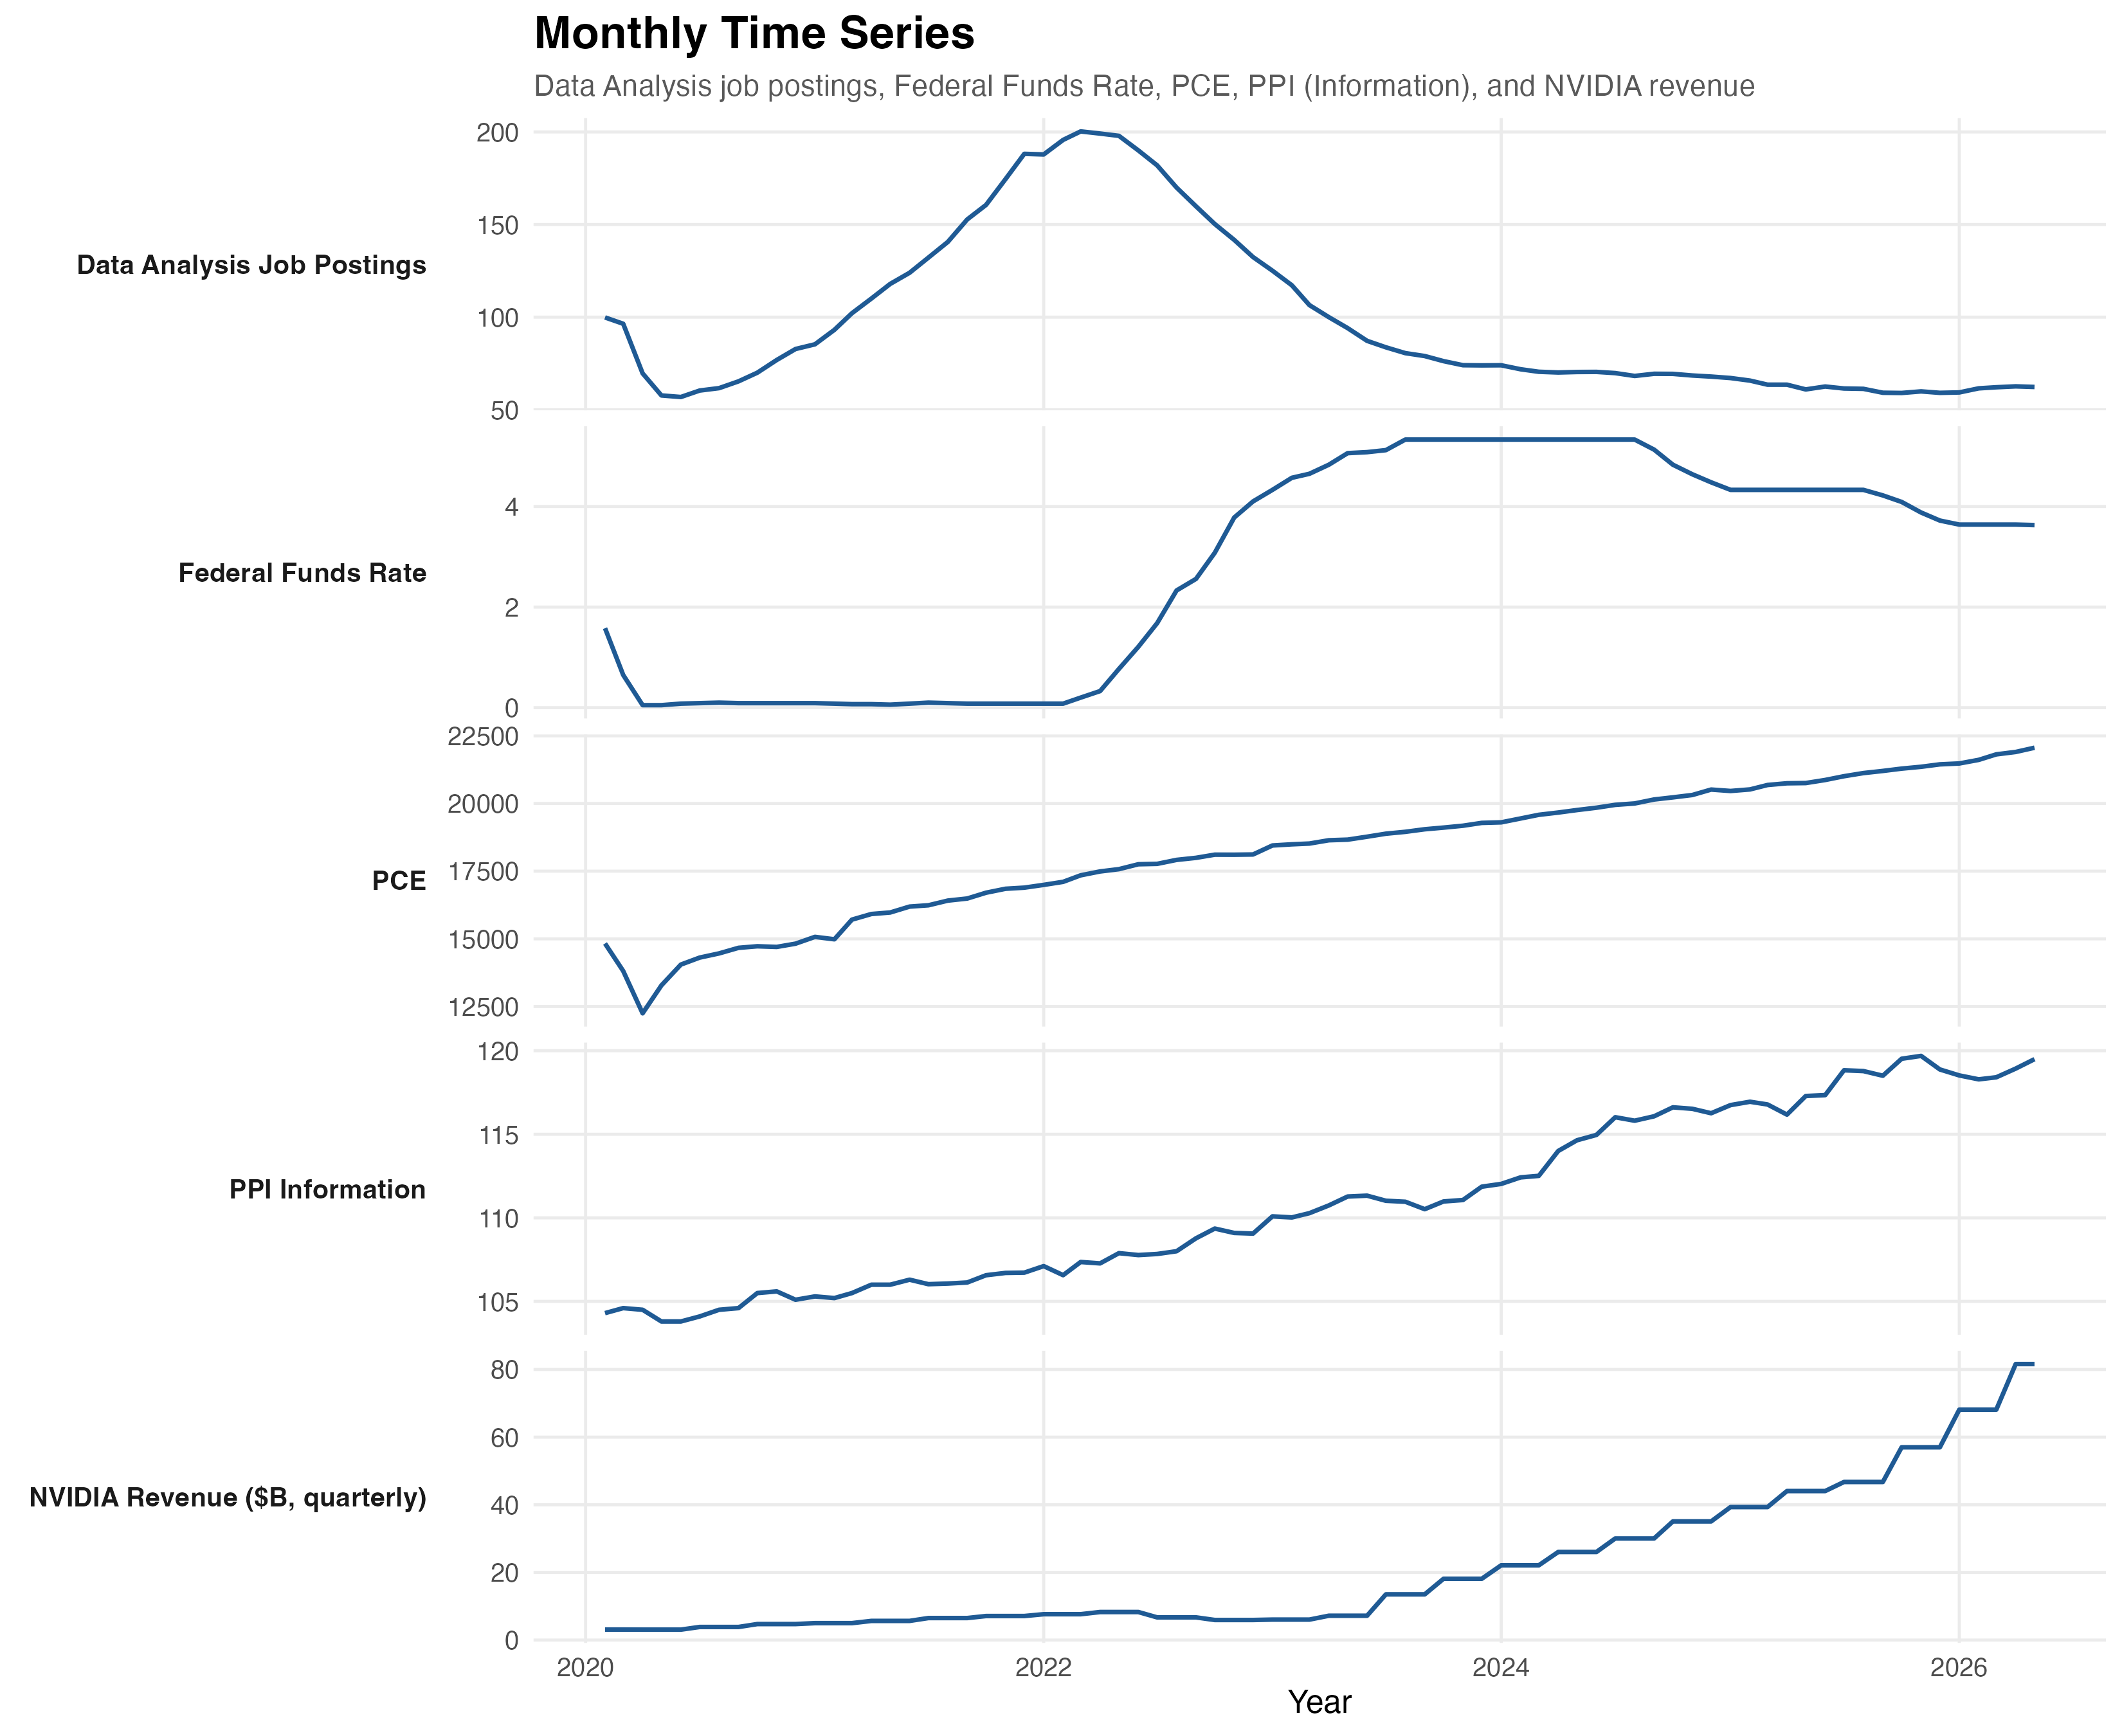 Monthly Time Series
Data Analysis job postings, Federal Funds Rate, PCE, PPI (Information), and NVIDIA revenue
Data Analysis Job Postings
200
150
100
50
Federal Funds Rate
4
2
0
PCE
22500
20000
17500
15000
12500
PPI Information
120
115
110
105
NVIDIA Revenue ($B, quarterly)
80
60
40
20
0
2020 2022 2024 2026
Year